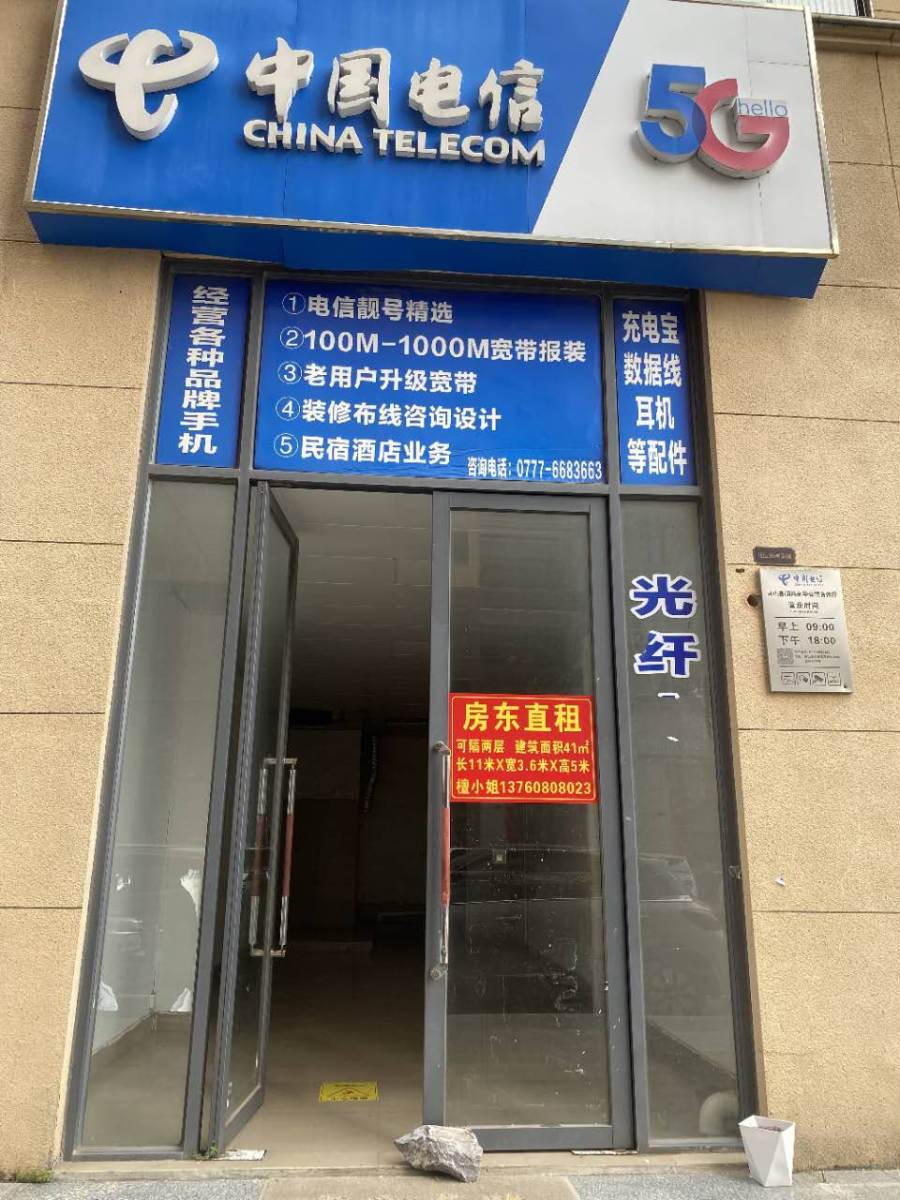 中国电信
CHINA TELECOM
5G
hello
经营各种品牌手机
①电信靓号精选
②100M-1000M宽带报装
③老用户升级宽带
④装修布线咨询设计
⑤民宿酒店业务
咨询电话：0777-6683663
充电宝
数据线
耳机
等配件
光纤
房东直租
可隔两层 建筑面积41㎡
长11米X宽3.6米X高5米
檀小姐13760808023
中国电信
营业时间
早上 09:00
下午 18:00